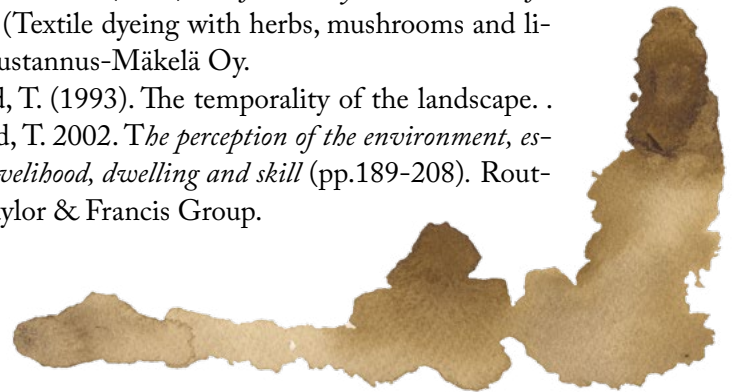 (Textile dyeing with herbs, mushrooms and li-
ustannus-Mäkelä Oy.
d, T. (1993). The temporality of the landscape. .
d, T. 2002. The perception of the environment, es-
velihood, dwelling and skill (pp.189-208). Rout-
aylor & Francis Group.